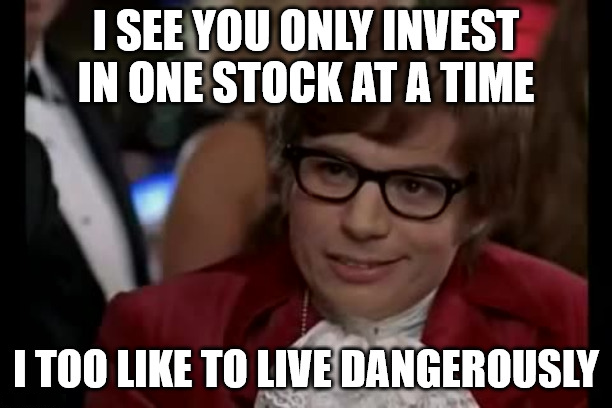 I SEE YOU ONLY INVEST
IN ONE STOCK AT A TIME
I TOO LIKE TO LIVE DANGEROUSLY